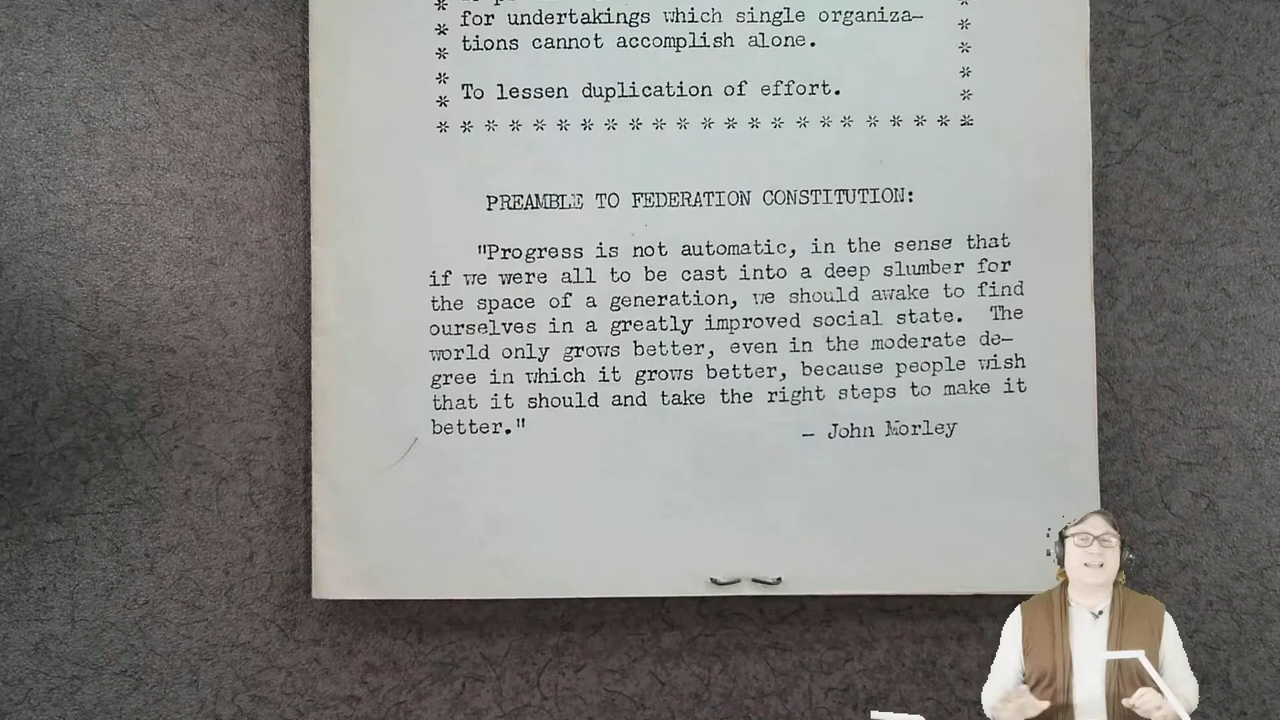 for undertakings which single organiza-
tions cannot accomplish alone.
To lessen duplication of effort.
* * * * * * * * * * * * * * * * * * * * * * *
PREAMBLE TO FEDERATION CONSTITUTION:
"Progress is not automatic, in the sense that
if we were all to be cast into a deep slumber for
the space of a generation, we should awake to find
ourselves in a greatly improved social state. The
world only grows better, even in the moderate de-
gree in which it grows better, because people wish
that it should and take the right steps to make it
better."
- John Morley